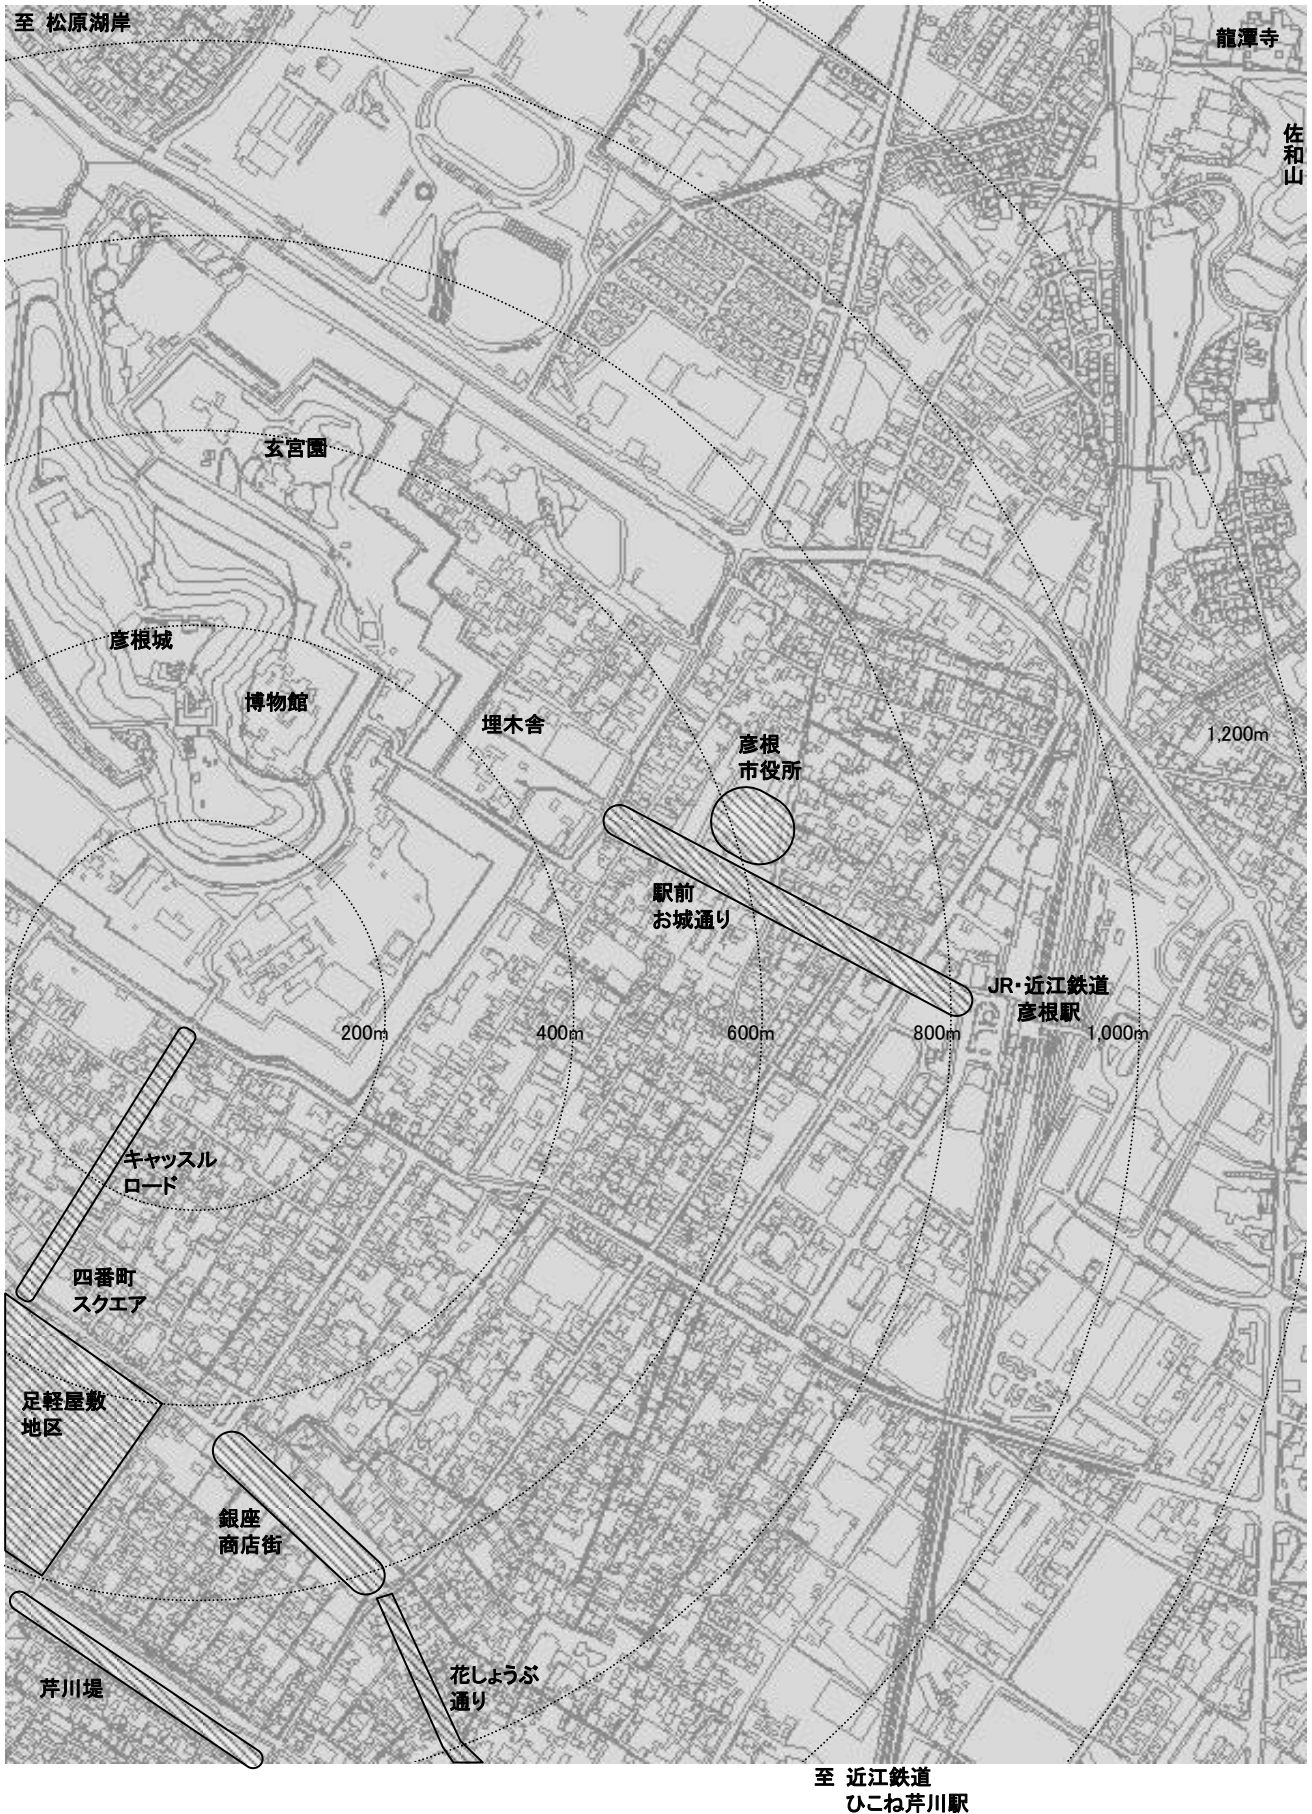 至 松原湖岸
龍潭寺
佐和山
玄宮園
彦根城
博物館
埋木舎
彦根
市役所
1,200m
駅前
お城通り
JR・近江鉄道
彦根駅
200m
400m
600m
800m
1,000m
キャッスル
ロード
四番町
スクエア
足軽屋敷
地区
銀座
商店街
芹川堤
花しょうぶ
通り
至 近江鉄道
ひこね芹川駅